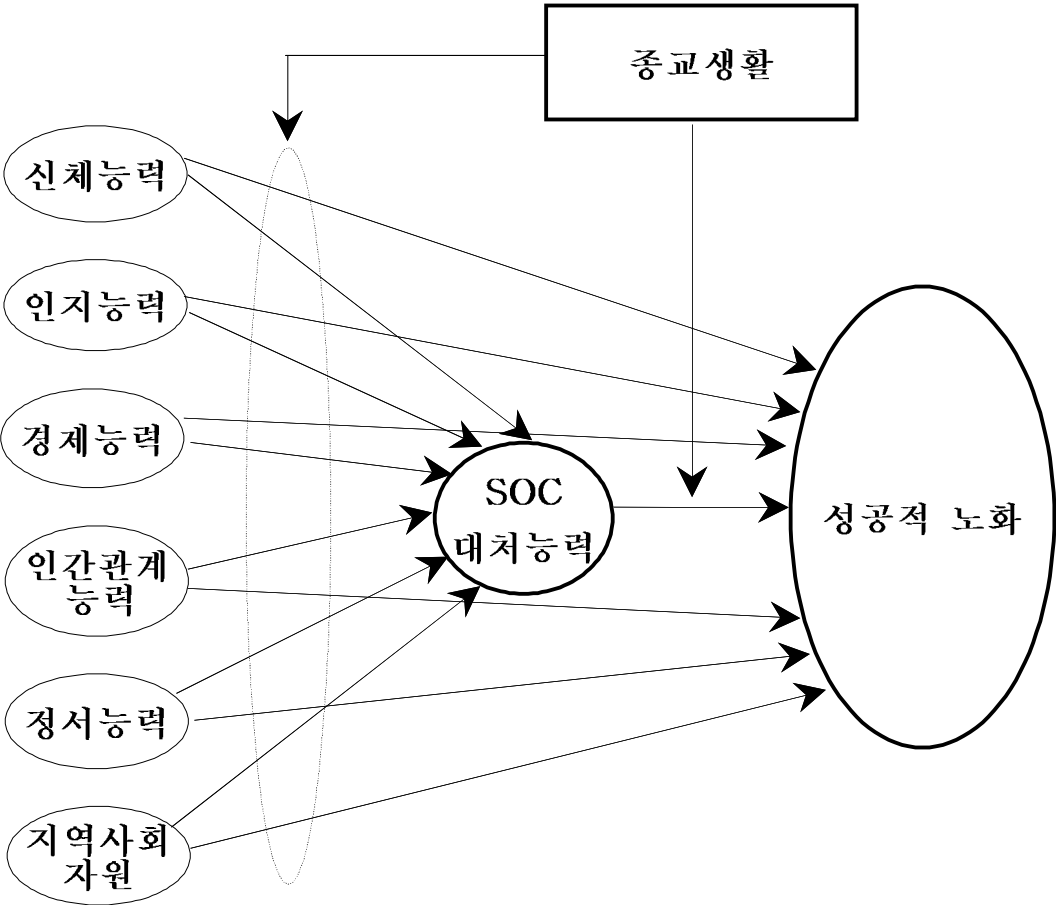 종교생활
신체능력
인지능력
경제능력
SOC
대처능력
성공적 노화
인간관계
능력
정서능력
지역사회
자원